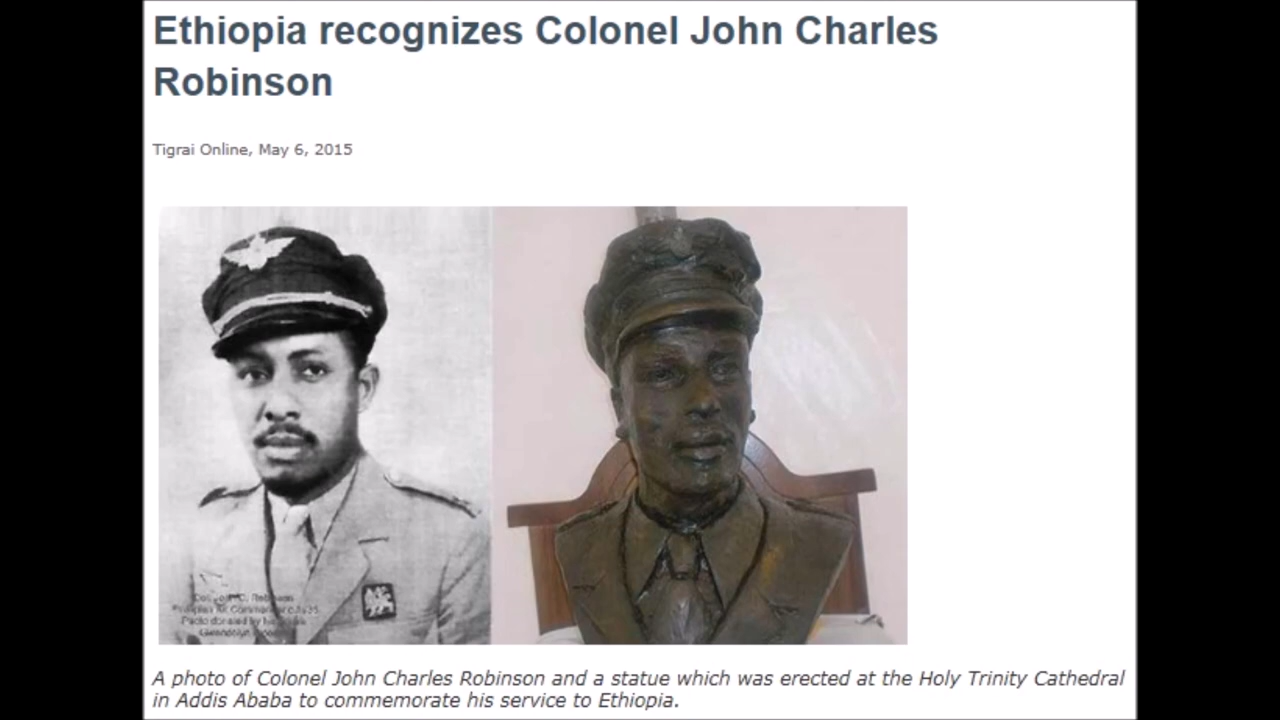 Ethiopia recognizes Colonel John Charles
Robinson
Tigrai Online, May 6, 2015
A photo of Colonel John Charles Robinson and a statue which was erected at the Holy Trinity Cathedral
in Addis Ababa to commemorate his service to Ethiopia.